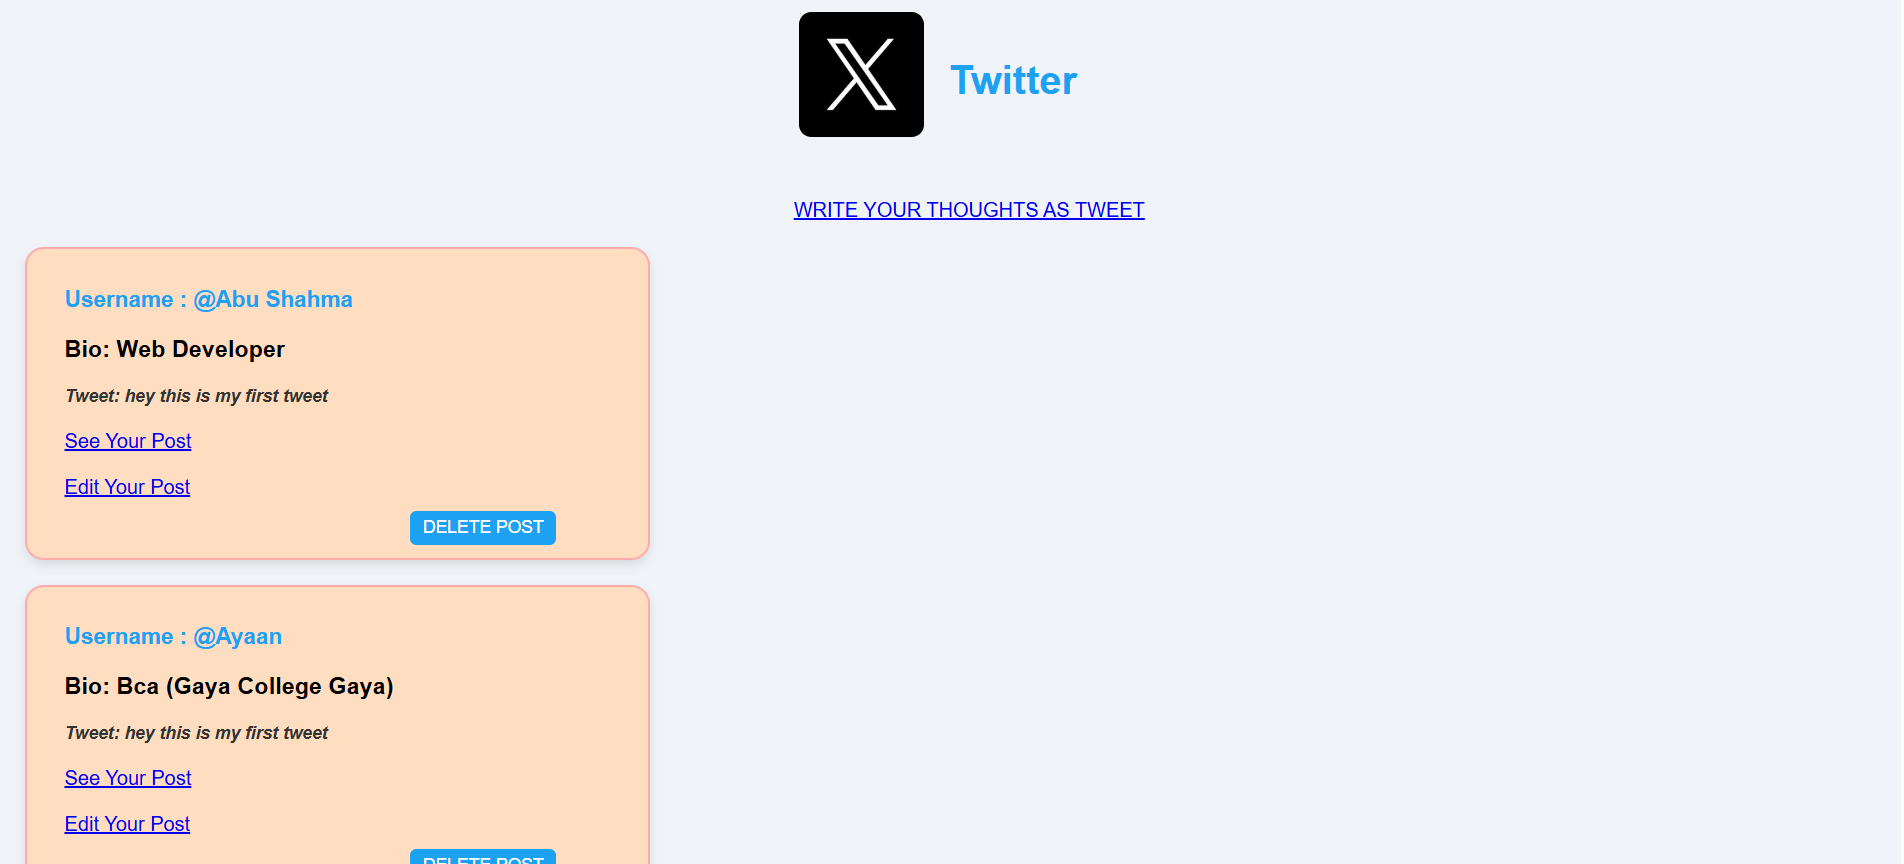 Twitter
WRITE YOUR THOUGHTS AS TWEET
Username : @Abu Shahma
Bio: Web Developer
Tweet: hey this is my first tweet
See Your Post
Edit Your Post
DELETE POST
Username : @Ayaan
Bio: Bca (Gaya College Gaya)
Tweet: hey this is my first tweet
See Your Post
Edit Your Post
DELETE POST